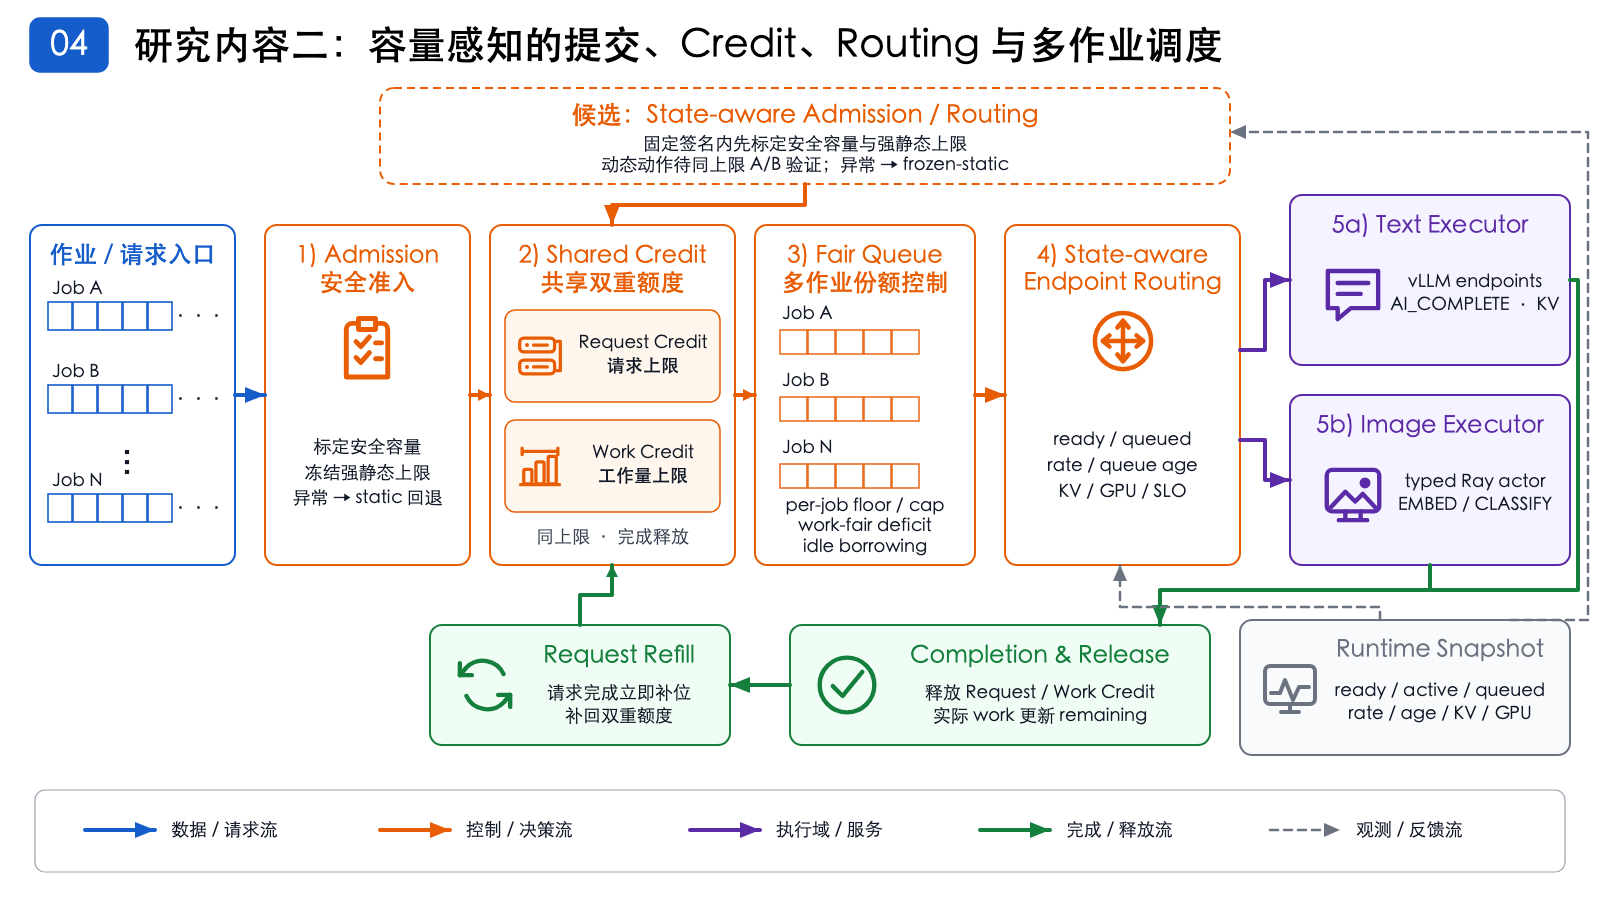 04
研究内容二：容量感知的提交、Credit、Routing 与多作业调度
候选：State-aware Admission / Routing
固定签名内先标定安全容量与强静态上限
动态动作待同上限 A/B 验证；异常 → frozen-static
作业 / 请求入口
Job A
· · ·
Job B
· · ·
⋮
Job N
· · ·
1) Admission
安全准入
标定安全容量
冻结强静态上限
异常 → static 回退
2) Shared Credit
共享双重额度
Request Credit
请求上限
Work Credit
工作量上限
同上限 · 完成释放
3) Fair Queue
多作业份额控制
Job A
Job B
Job N
per-job floor / cap
work-fair deficit
idle borrowing
4) State-aware
Endpoint Routing
ready / queued
rate / queue age
KV / GPU / SLO
5a) Text Executor
vLLM endpoints
AI_COMPLETE · KV
5b) Image Executor
typed Ray actor
EMBED / CLASSIFY
Request Refill
请求完成立即补位
补回双重额度
Completion & Release
释放 Request / Work Credit
实际 work 更新 remaining
Runtime Snapshot
ready / active / queued
rate / age / KV / GPU
数据 / 请求流
控制 / 决策流
执行域 / 服务
完成 / 释放流
观测 / 反馈流